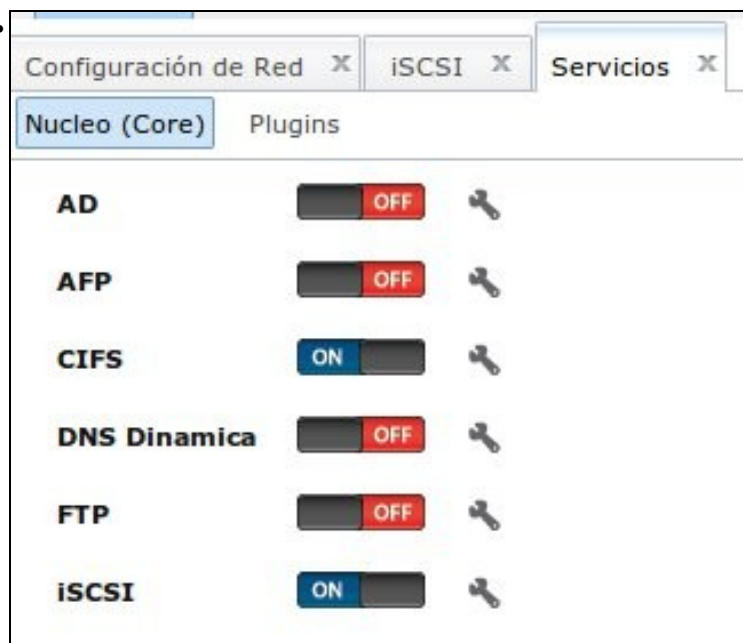 Configuración de Red x iSCSI x Servicios x
Nucleo (Core) Plugins
AD OFF
AFP OFF
CIFS ON
DNS Dinamica OFF
FTP OFF
iSCSI ON